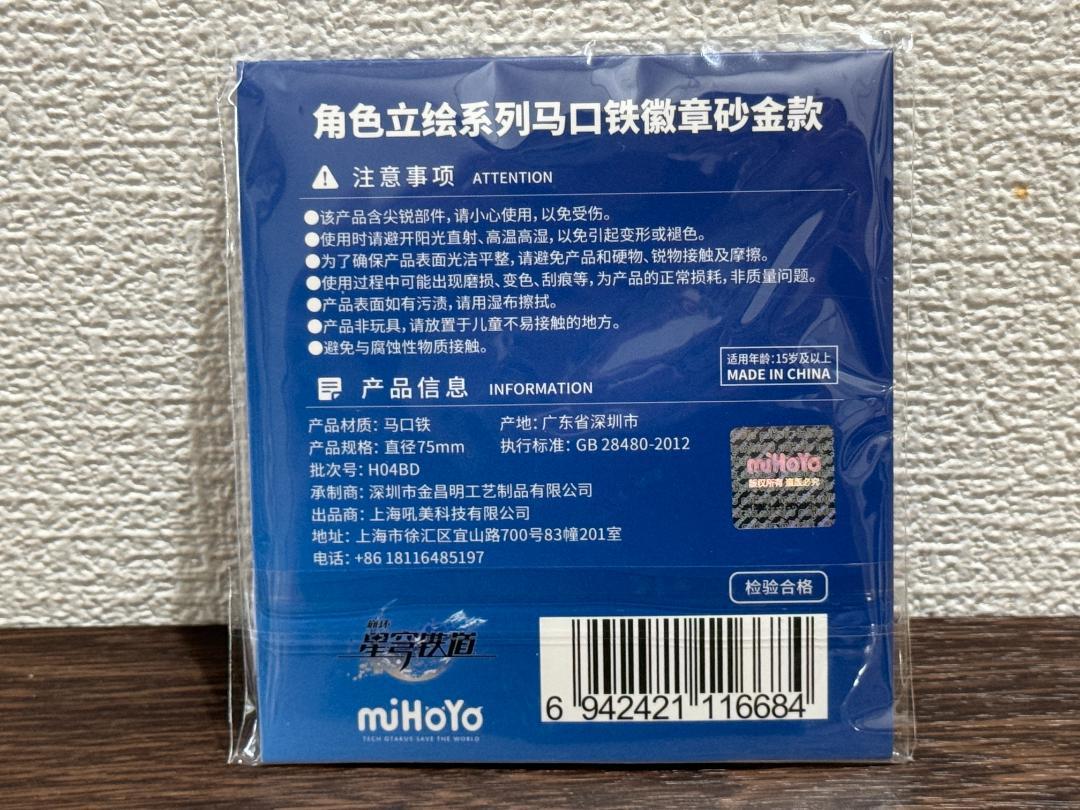 角色立绘系列马口铁徽章砂金款
注意事项 ATTENTION
●该产品含尖锐部件,请小心使用,以免受伤。
●使用时请避开阳光直射、高温高湿,以免引起变形或褪色。
●为了确保产品表面光洁平整,请避免产品和硬物、锐物接触及摩擦。
●使用过程中可能出现磨损、变色、刮痕等,为产品的正常损耗,非质量问题。
●产品表面如有污渍,请用湿布擦拭。
●产品非玩具,请放置于儿童不易接触的地方。
●避免与腐蚀性物质接触。
适用年龄:15岁及以上
MADE IN CHINA
产品信息 INFORMATION
产品材质: 马口铁 产地: 广东省深圳市
产品规格: 直径75mm 执行标准: GB 28480-2012
批次号: H04BD
承制商: 深圳市金昌明工艺制品有限公司
出品商: 上海吼美科技有限公司
地址: 上海市徐汇区宜山路700号83幢201室
电话: +86 18116485197
miHoYo
版权所有 盗版必究
检验合格
崩坏
星穹铁道
miHoYo
TECH OTAKUS SAVE THE WORLD
6 942421 116684